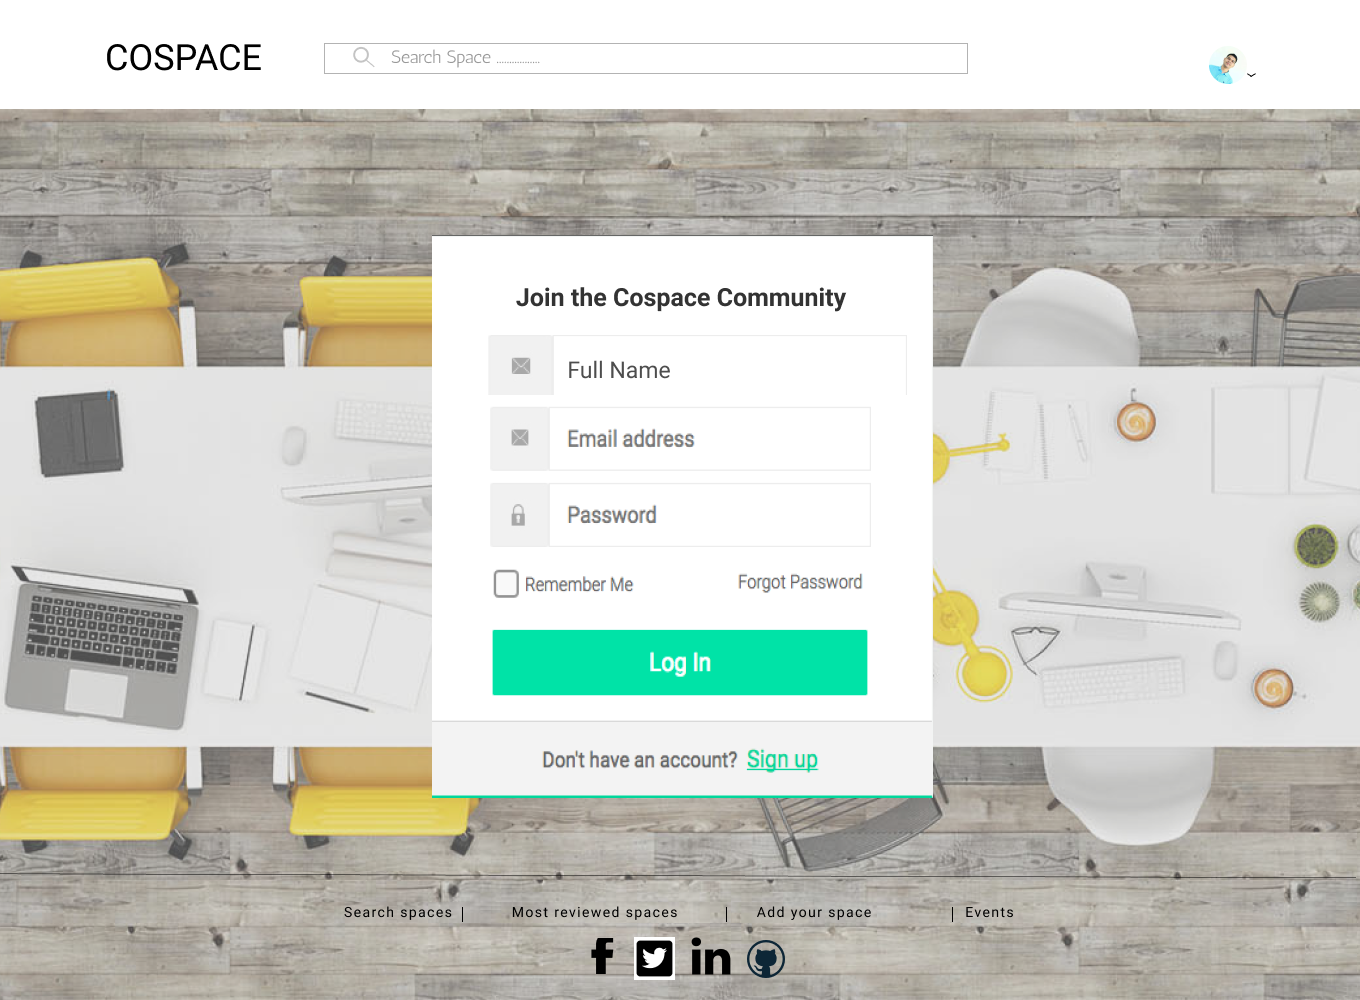 COSPACE
Search Space .................
Join the Cospace Community
Full Name
Email address
Password
Remember Me
Forgot Password
Log In
Don't have an account? Sign up
Search spaces | Most reviewed spaces | Add your space | Events
f in